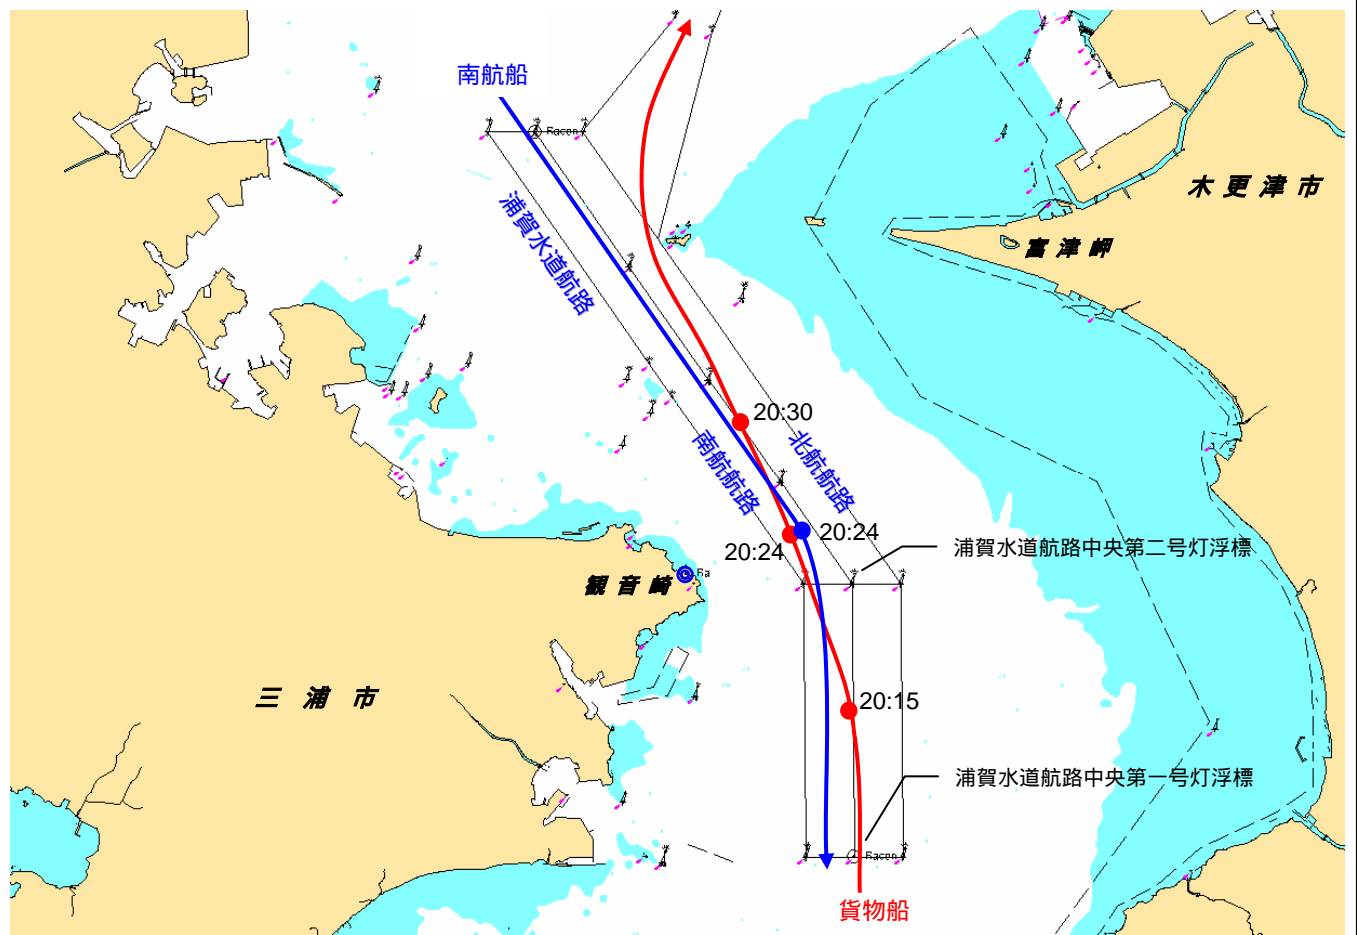 南航船
Racon
木更津市
浦賀水道航路
富津岬
20:30
南航航路
北航航路
20:24
20:24
浦賀水道航路中央第二号灯浮標
観音崎
Ra
三浦市
20:15
浦賀水道航路中央第一号灯浮標
Racon
貨物船